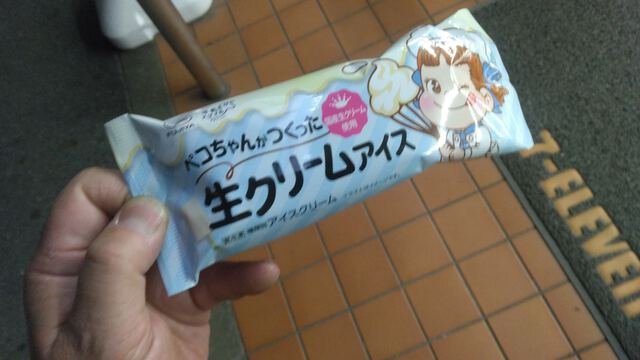 FUJIYA
ペコちゃんがつくった
国産生クリーム
使用
生クリームアイス
アイスクリーム
7-ELEVEN